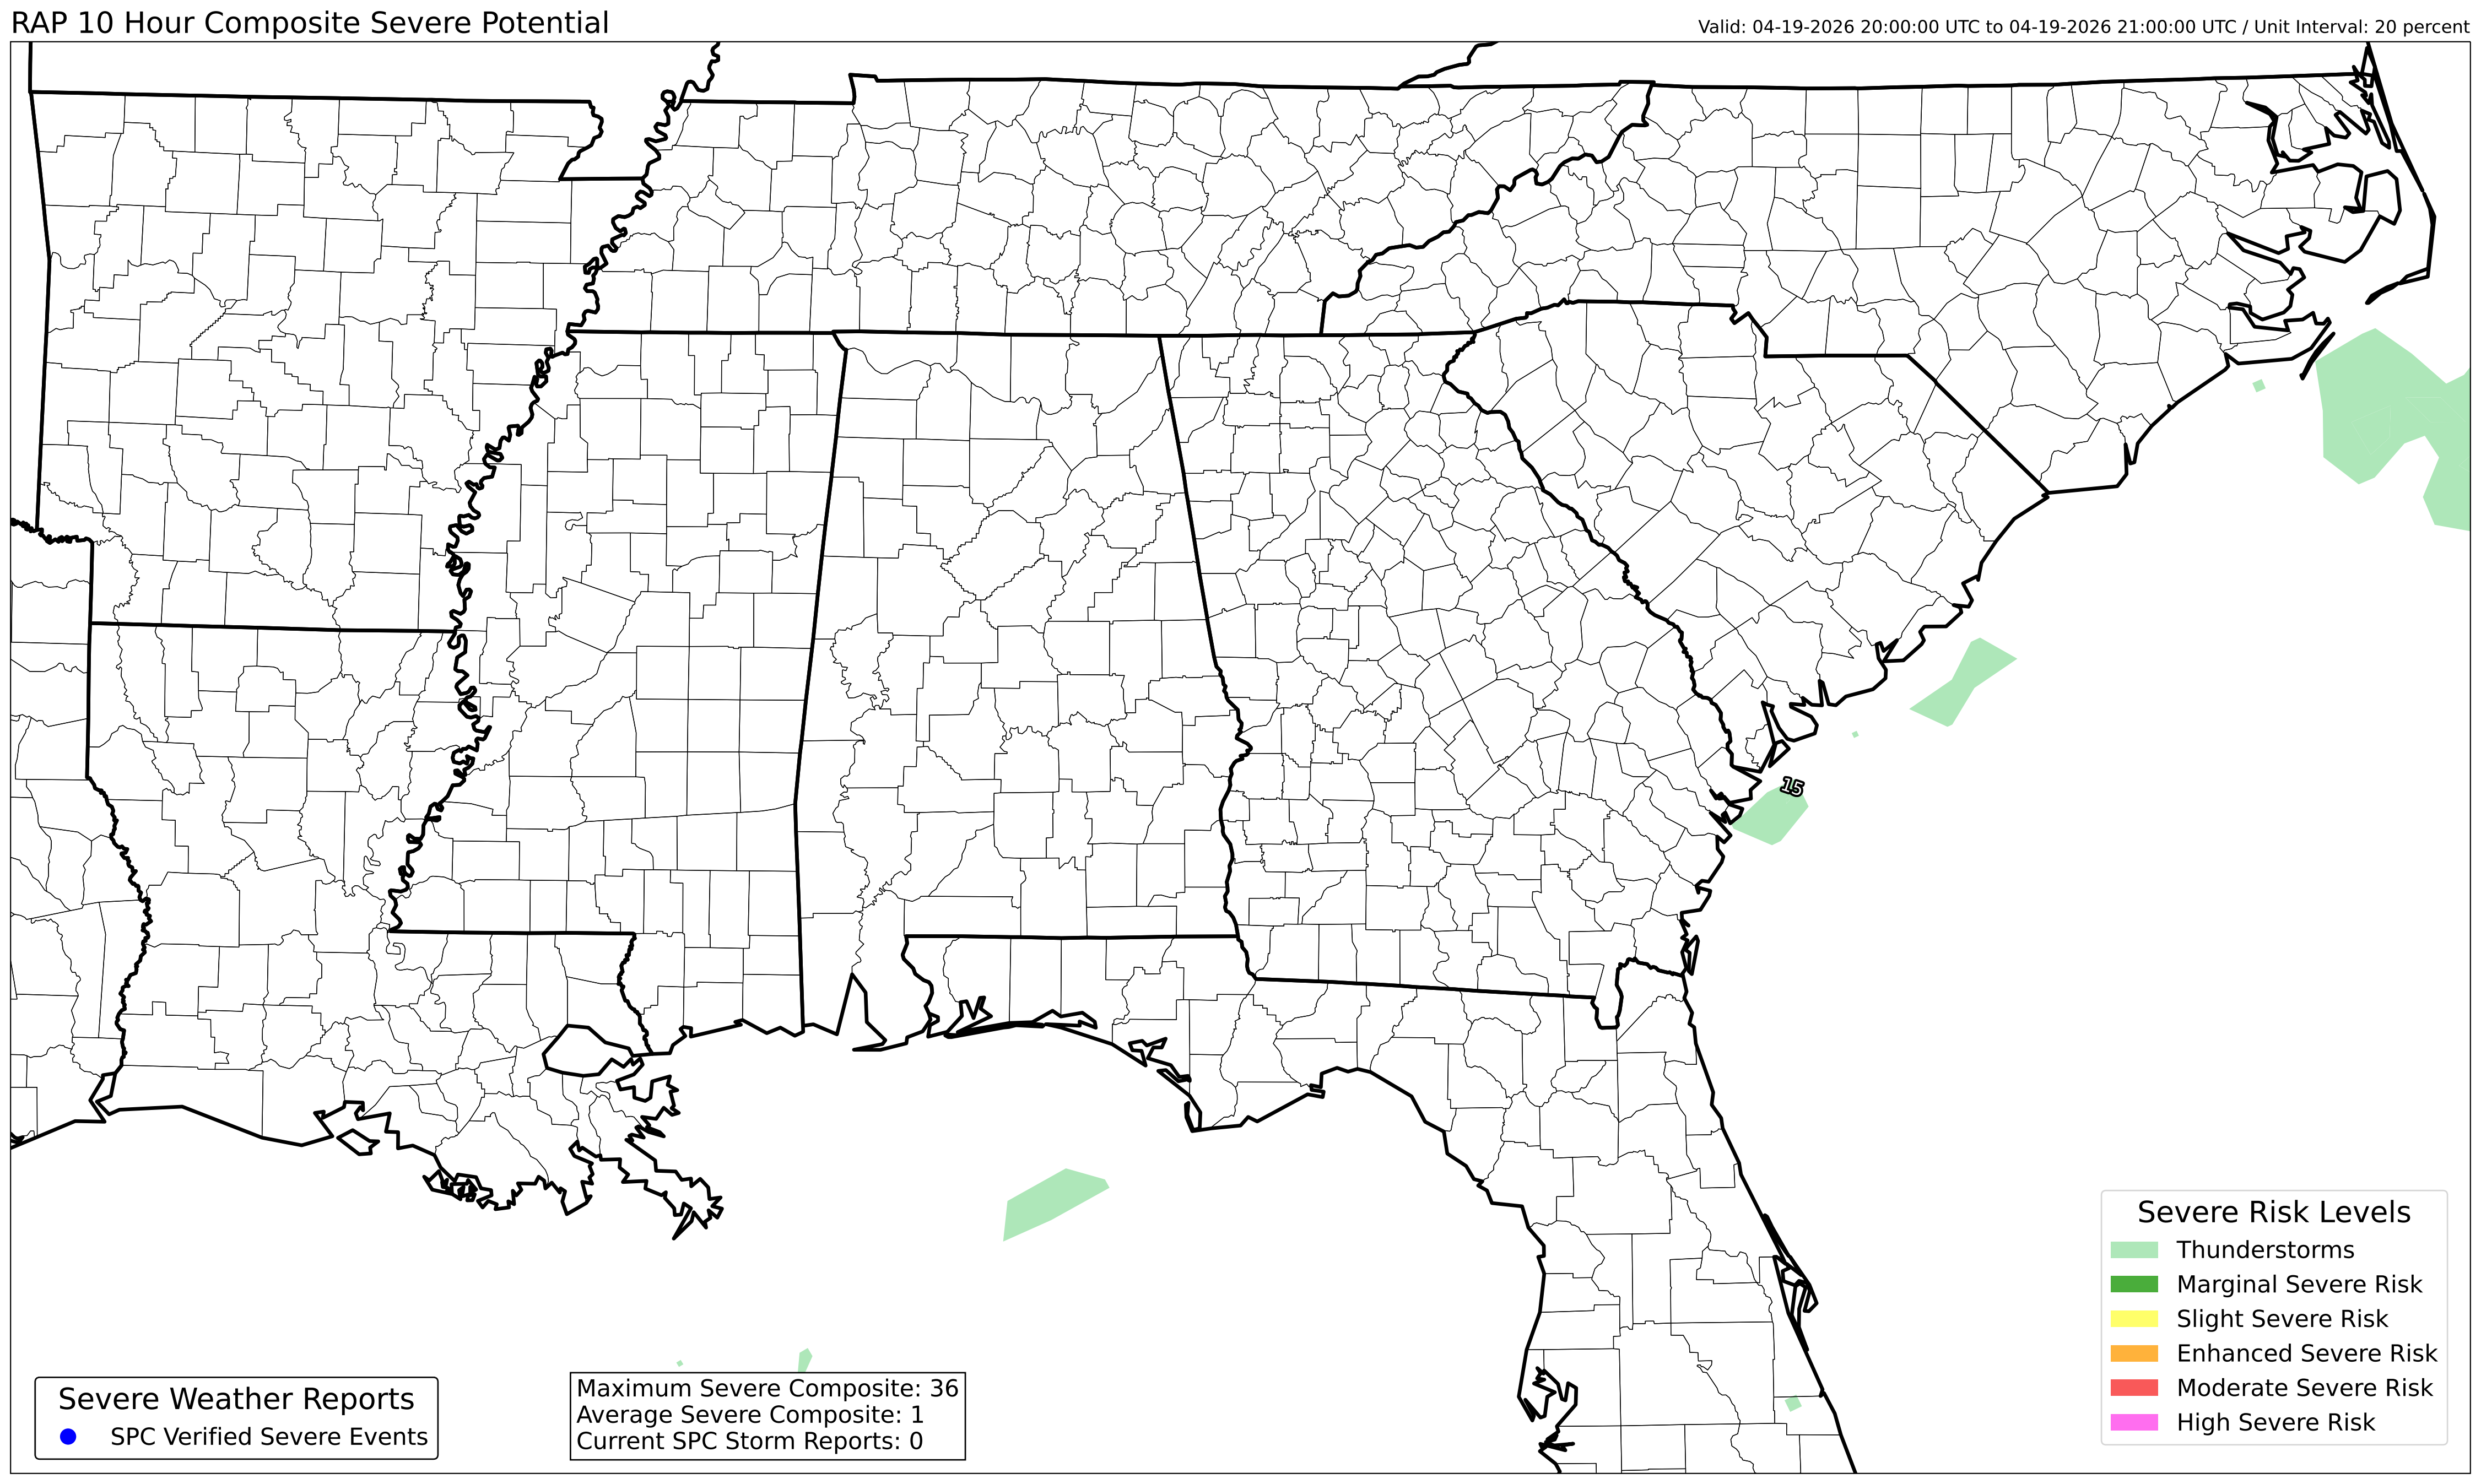 RAP 10 Hour Composite Severe Potential
Valid: 04-19-2026 20:00:00 UTC to 04-19-2026 21:00:00 UTC / Unit Interval: 20 percent
15
Severe Risk Levels
Thunderstorms
Marginal Severe Risk
Slight Severe Risk
Enhanced Severe Risk
Moderate Severe Risk
High Severe Risk
Severe Weather Reports
SPC Verified Severe Events
Maximum Severe Composite: 36
Average Severe Composite: 1
Current SPC Storm Reports: 0